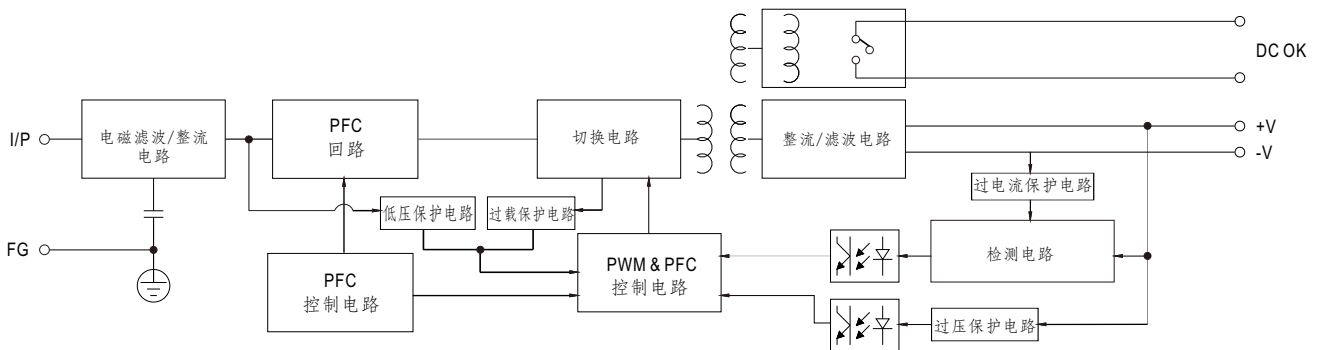 DC OK
I/P
电磁滤波/整流
电路
PFC
回路
切换电路
整流/滤波电路
+V
-V
过电流保护电路
低压保护电路
过载保护电路
FG
PFC
控制电路
PWM & PFC
控制电路
检测电路
过压保护电路